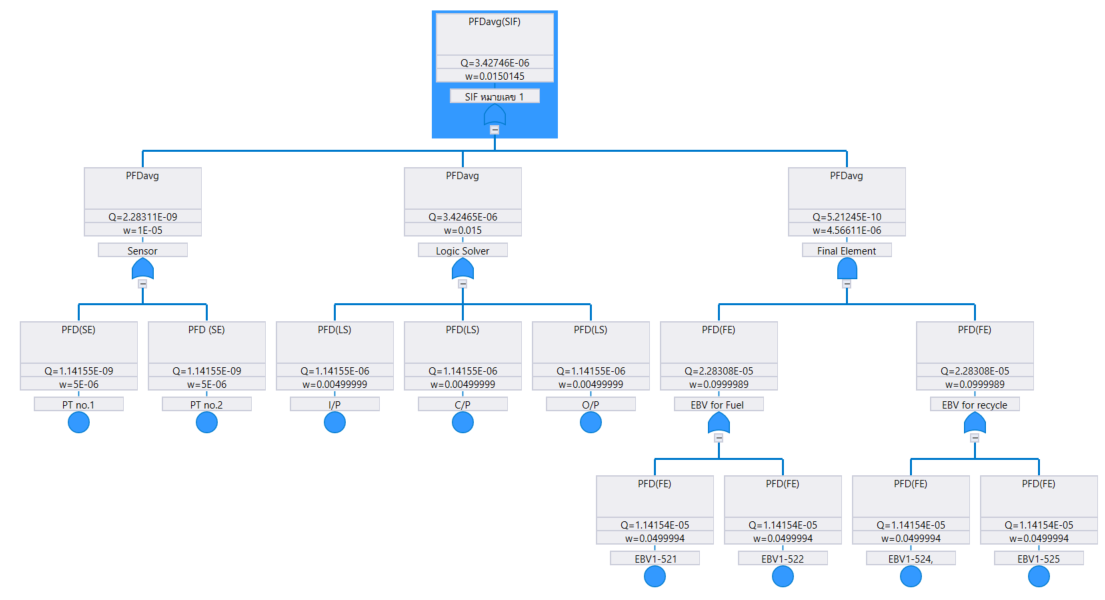 PFDavg(SIF)
Q=3.42746E-06
w=0.0150145
SIF หมายเลข 1
PFDavg
Q=2.28311E-09
w=1E-05
Sensor
PFDavg
Q=3.42465E-06
w=0.015
Logic Solver
PFDavg
Q=5.21245E-10
w=4.56611E-06
Final Element
PFD(SE)
Q=1.14155E-09
w=5E-06
PT no.1
PFD (SE)
Q=1.14155E-09
w=5E-06
PT no.2
PFD(LS)
Q=1.14155E-06
w=0.00499999
I/P
PFD(LS)
Q=1.14155E-06
w=0.00499999
C/P
PFD(LS)
Q=1.14155E-06
w=0.00499999
O/P
PFD(FE)
Q=2.28308E-05
w=0.0999989
EBV for Fuel
PFD(FE)
Q=2.28308E-05
w=0.0999989
EBV for recycle
PFD(FE)
Q=1.14154E-05
w=0.0499994
EBV1-521
PFD(FE)
Q=1.14154E-05
w=0.0499994
EBV1-522
PFD(FE)
Q=1.14154E-05
w=0.0499994
EBV1-524,
PFD(FE)
Q=1.14154E-05
w=0.0499994
EBV1-525